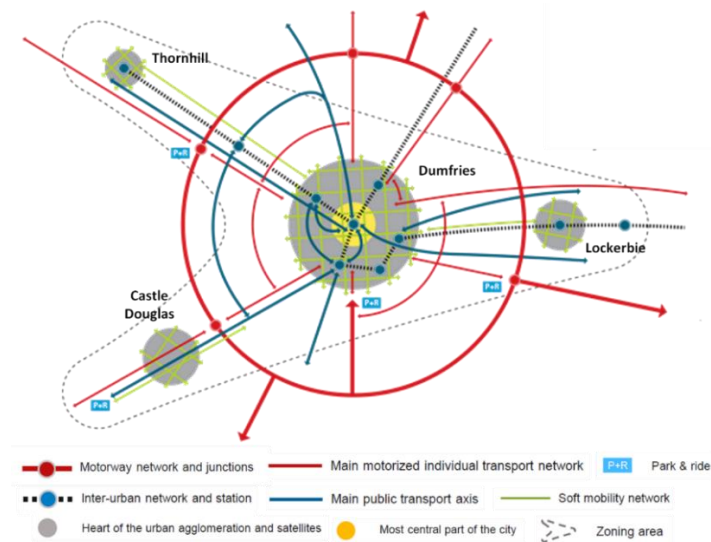 Thornhill
P+R
Dumfries
Lockerbie
P+R
Castle
Douglas
P+R
P+R
Motorway network and junctions
Main motorized individual transport network
P+R
Park & ride
Inter-urban network and station
Main public transport axis
Soft mobility network
Heart of the urban agglomeration and satellites
Most central part of the city
Zoning area